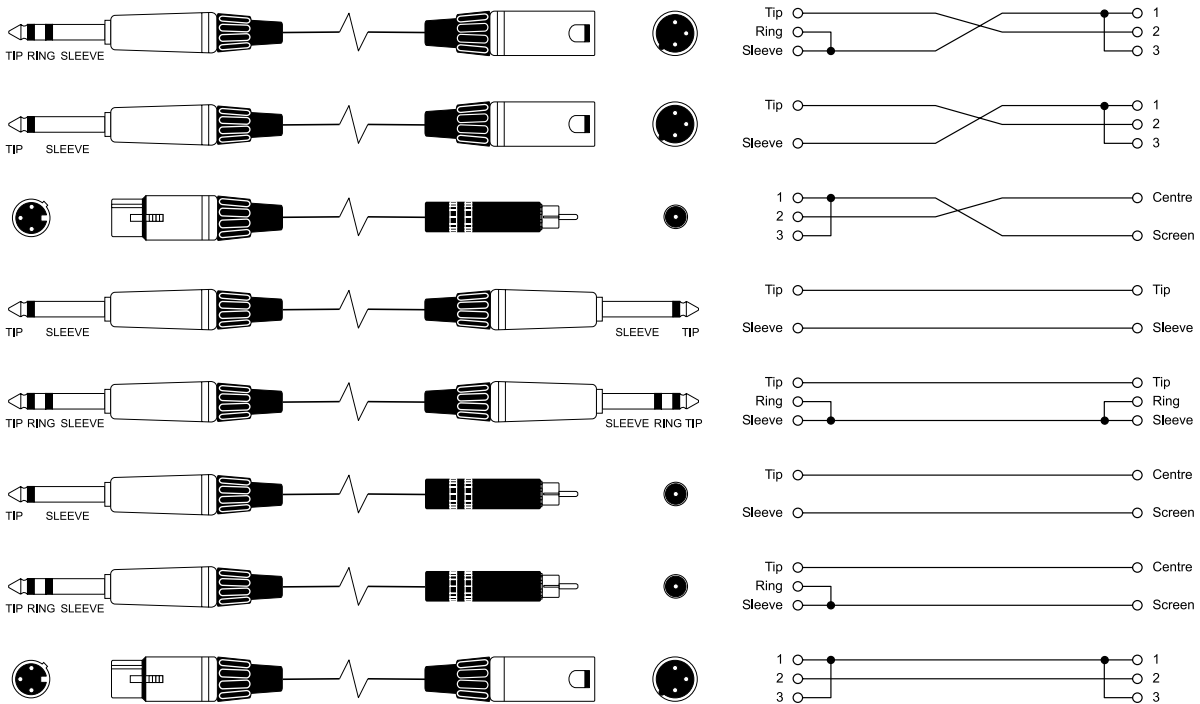 Tip 1
Ring 2
Sleeve 3
TIP RING SLEEVE
Tip 1
2
Sleeve 3
TIP SLEEVE
1 Centre
2
3 Screen
Tip Tip
Sleeve Sleeve
TIP SLEEVE SLEEVE TIP
Tip Tip
Ring Ring
Sleeve Sleeve
TIP RING SLEEVE SLEEVE RING TIP
Tip Centre
Sleeve Screen
TIP SLEEVE
Tip Centre
Ring
Sleeve Screen
TIP RING SLEEVE
1 1
2 2
3 3